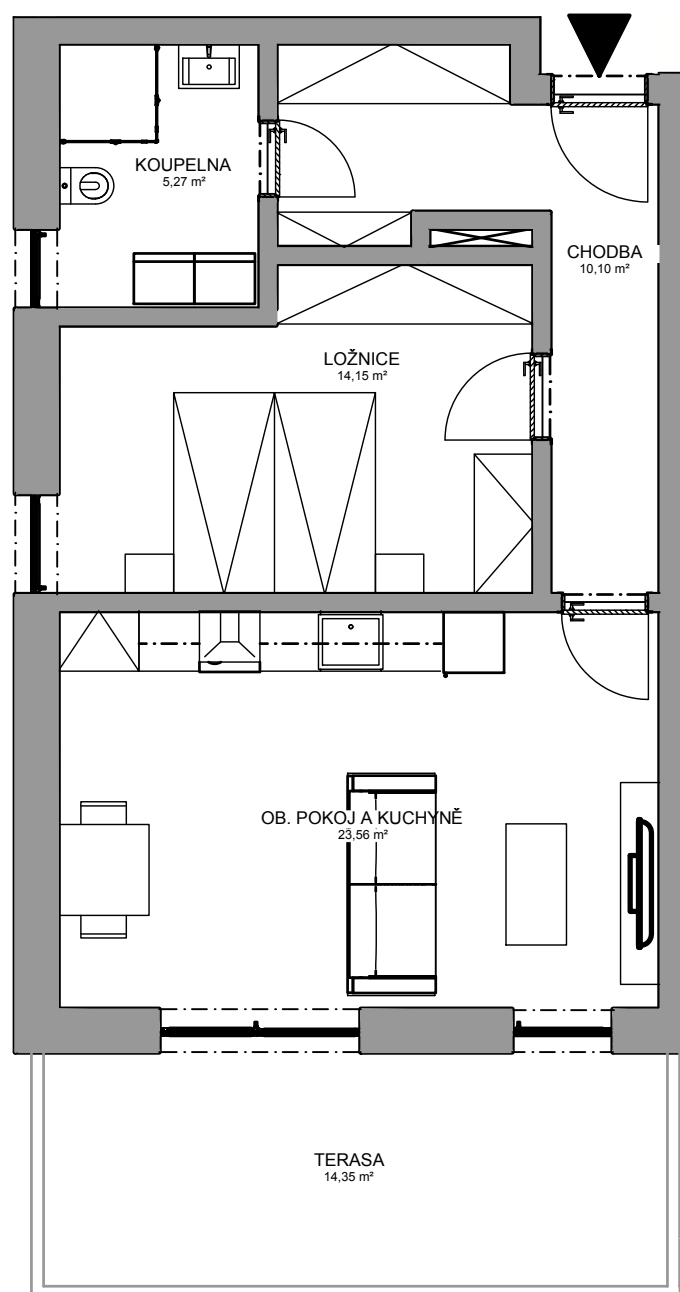 KOUPELNA
5,27 m²
CHODBA
10,10 m²
LOŽNICE
14,15 m²
OB. POKOJ A KUCHYNĚ
23,56 m²
TERASA
14,35 m²